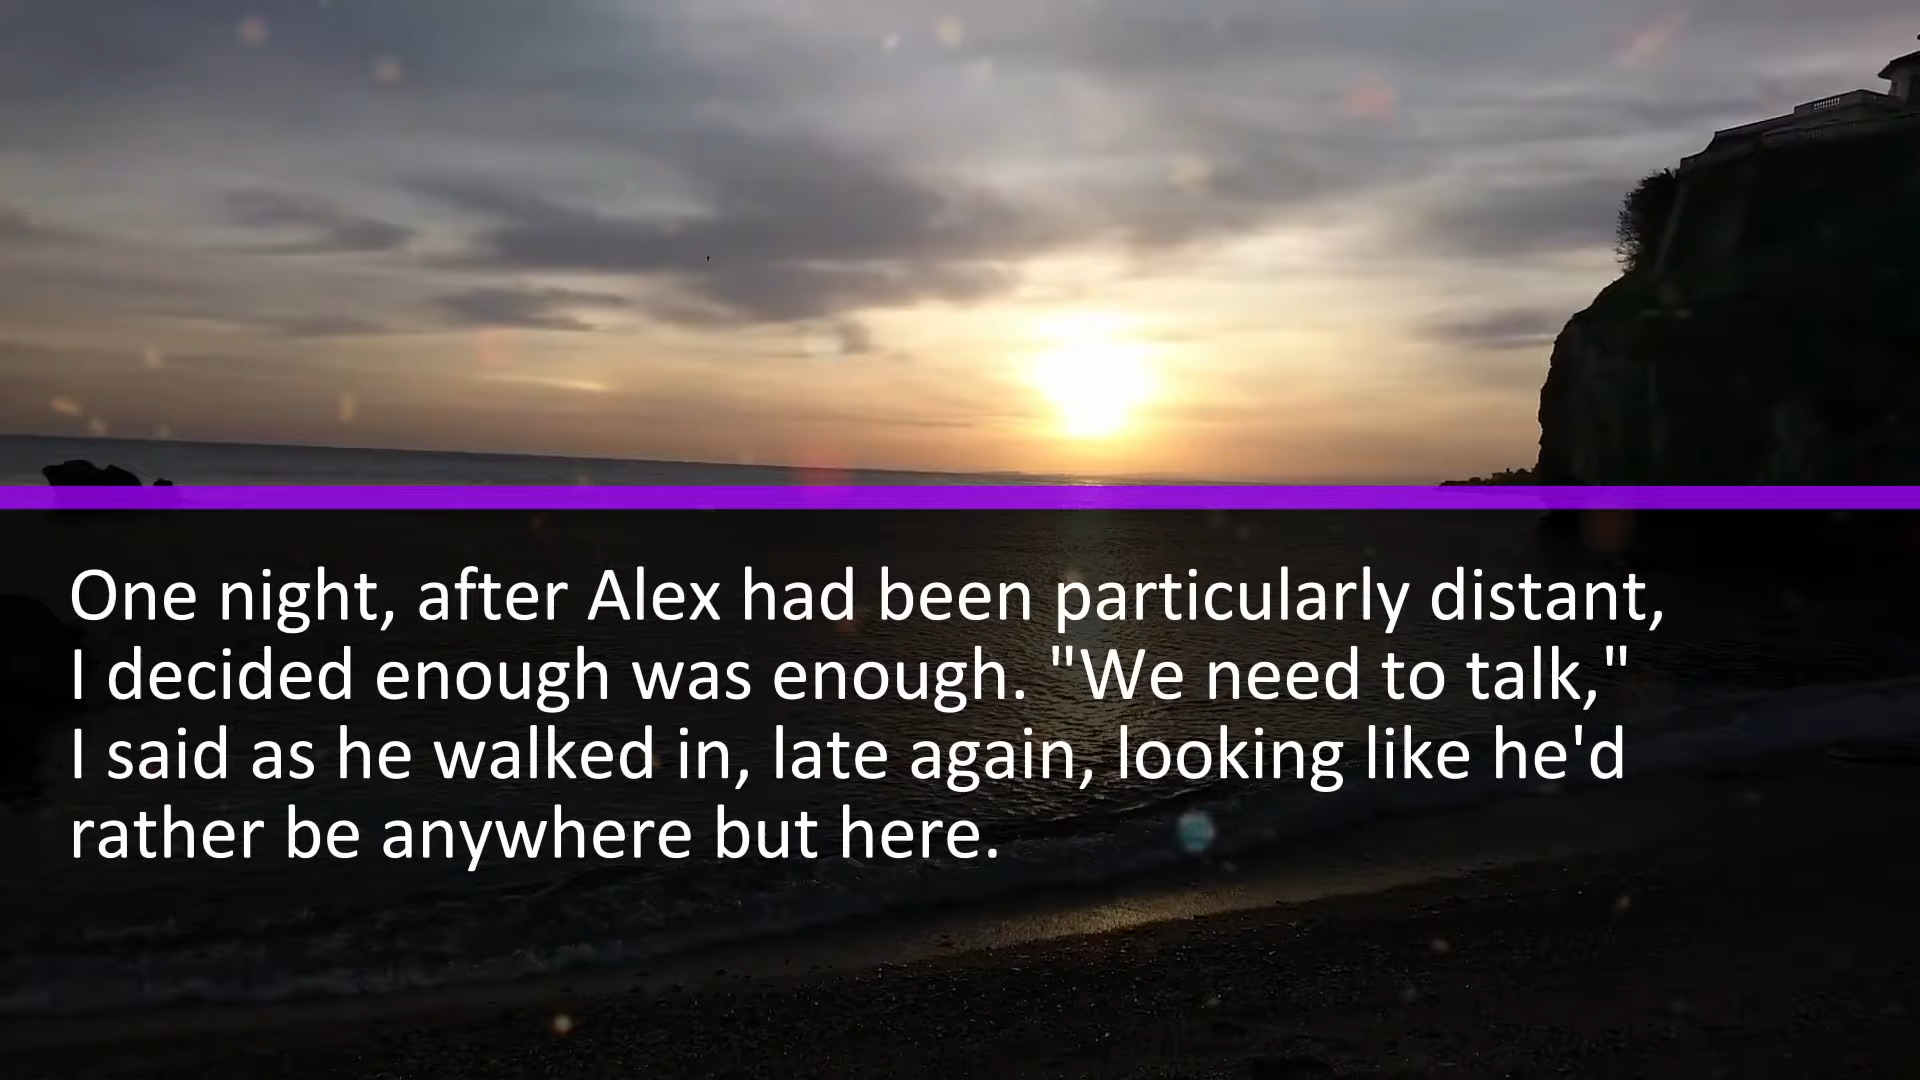 One night, after Alex had been particularly distant,
I decided enough was enough. "We need to talk,"
I said as he walked in, late again, looking like he'd
rather be anywhere but here.